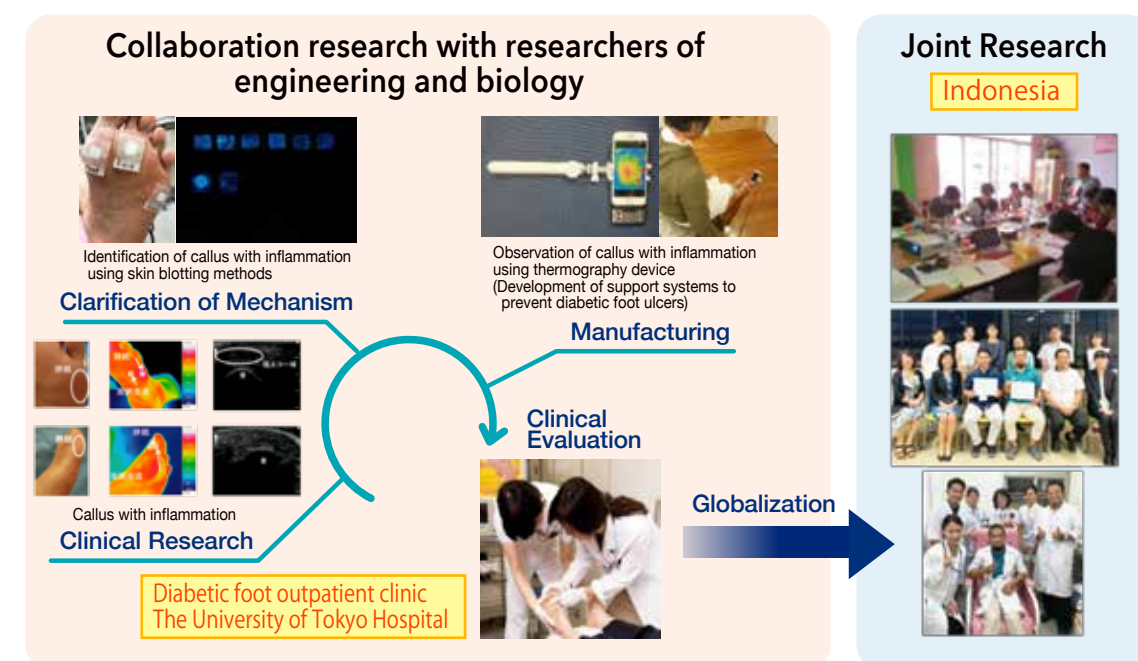 Collaboration research with researchers of
engineering and biology
Identification of callus with inflammation
using skin blotting methods
Clarification of Mechanism
Observation of callus with inflammation
using thermography device
(Development of support systems to
prevent diabetic foot ulcers)
Manufacturing
Callus with inflammation
Clinical Research
Clinical
Evaluation
Diabetic foot outpatient clinic
The University of Tokyo Hospital
Globalization
Joint Research
Indonesia